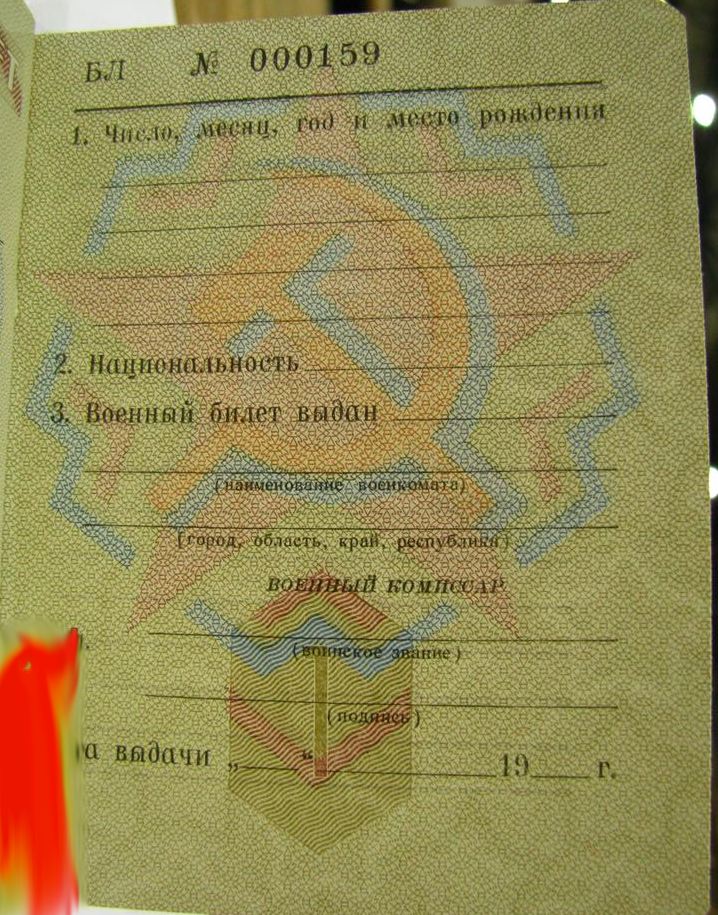 БЛ № 000159
1. Число, месяц, год и место рождения
2. Национальность
3. Военный билет выдан
(наименование военкомата)
(город, область, край, республика)
ВОЕННЫЙ КОМИССАР
(воинское звание)
(подпись)
а выдачи „ “ 19 г.